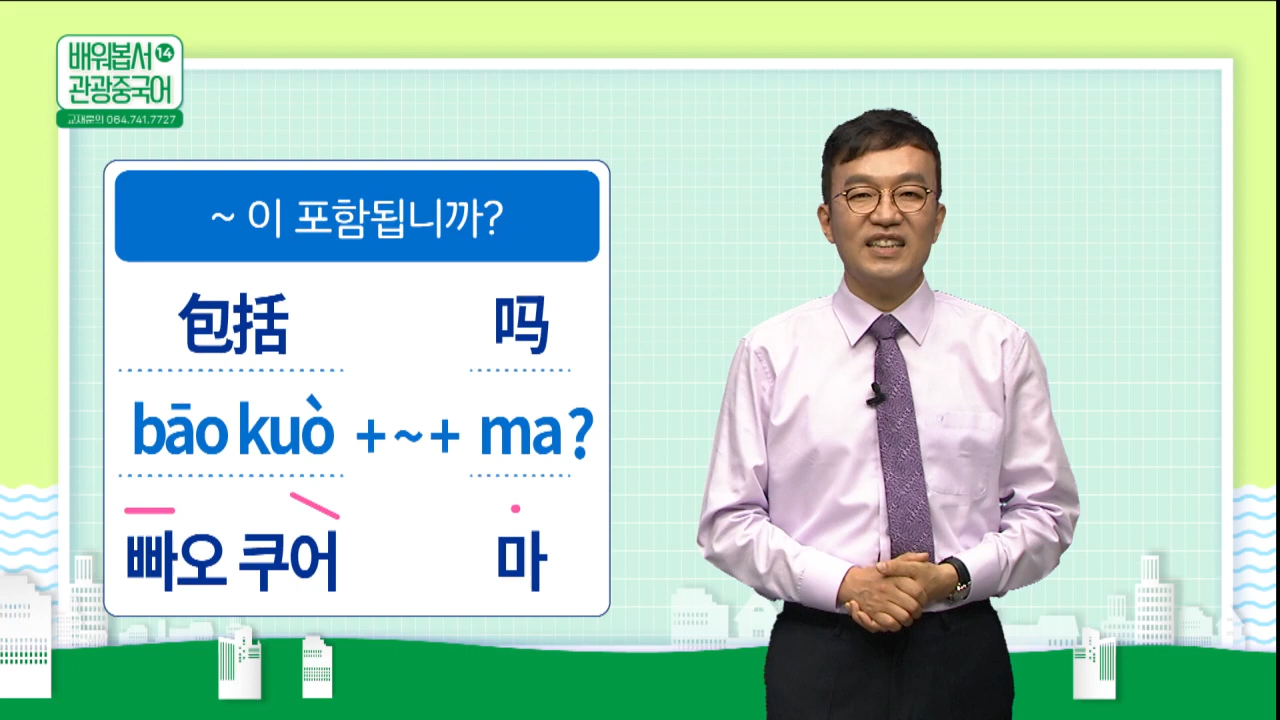 배워봅서 14
관광중국어
교재문의 064.741.7727
~ 이 포함됩니까?
包括 吗
bāo kuò + ~ + ma?
빠오 쿠어 마